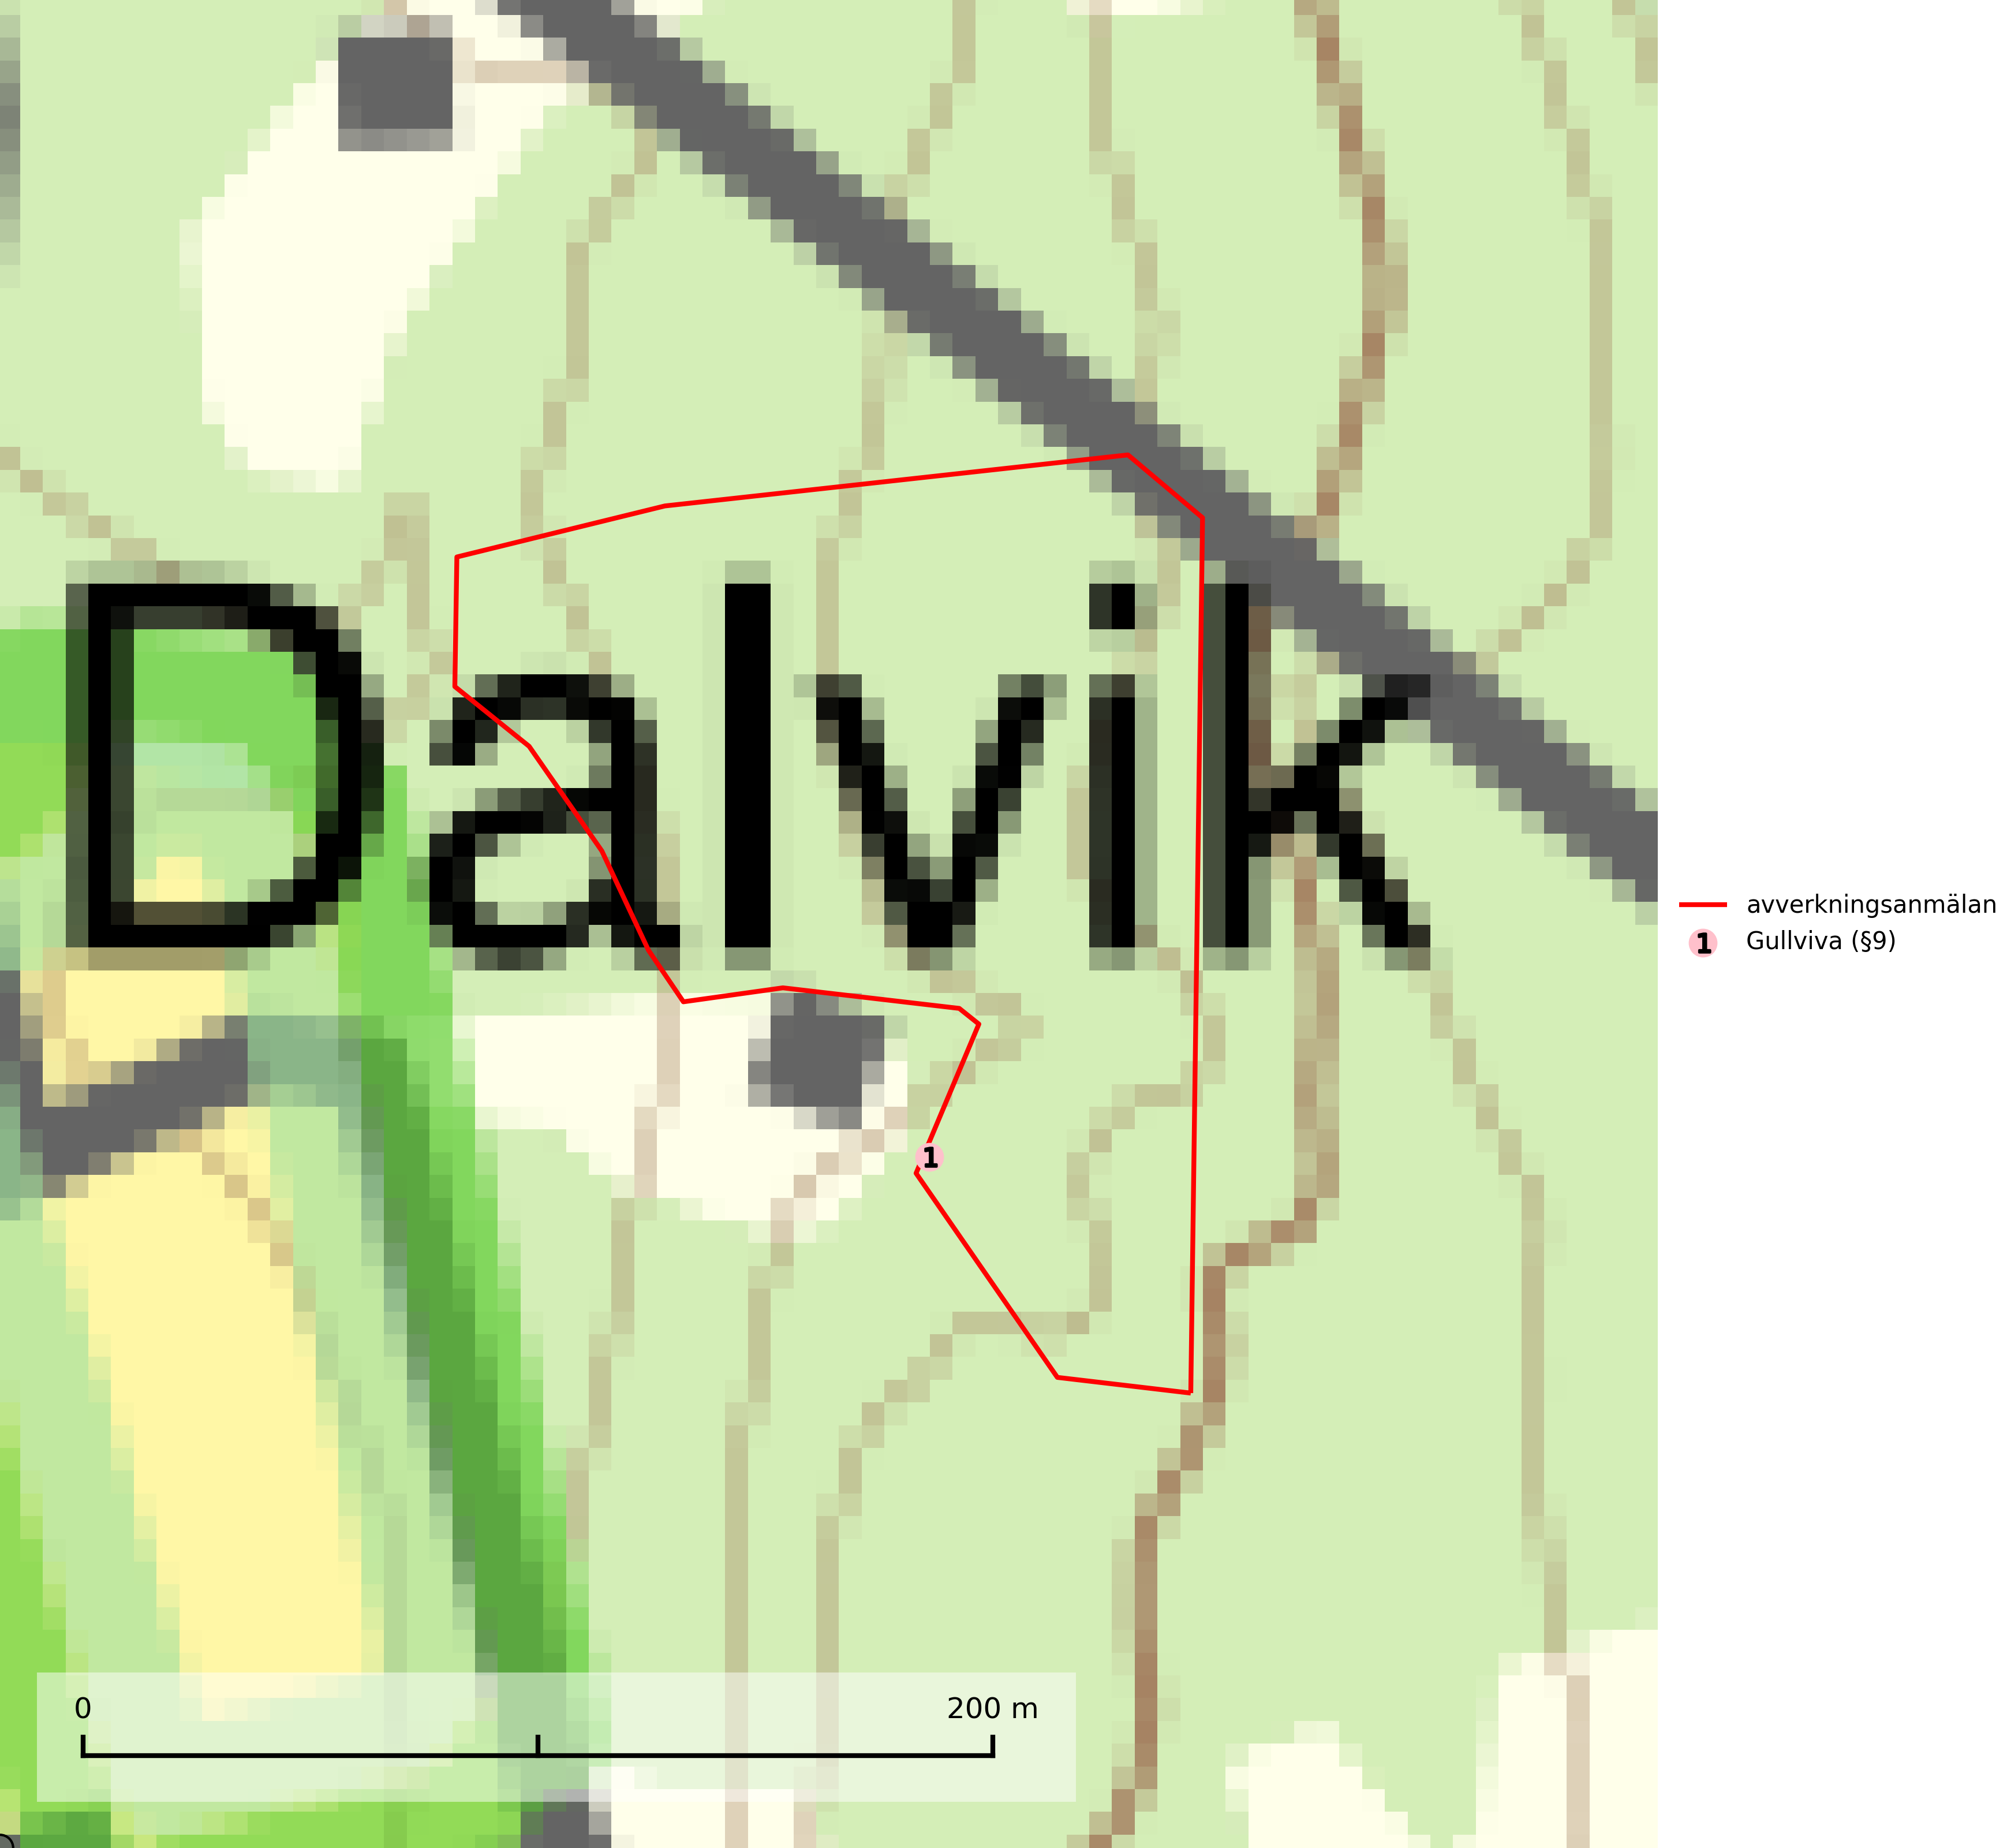 Dalvik
avverkningsanmälan
1 Gullviva (§9)
1
0 200 m